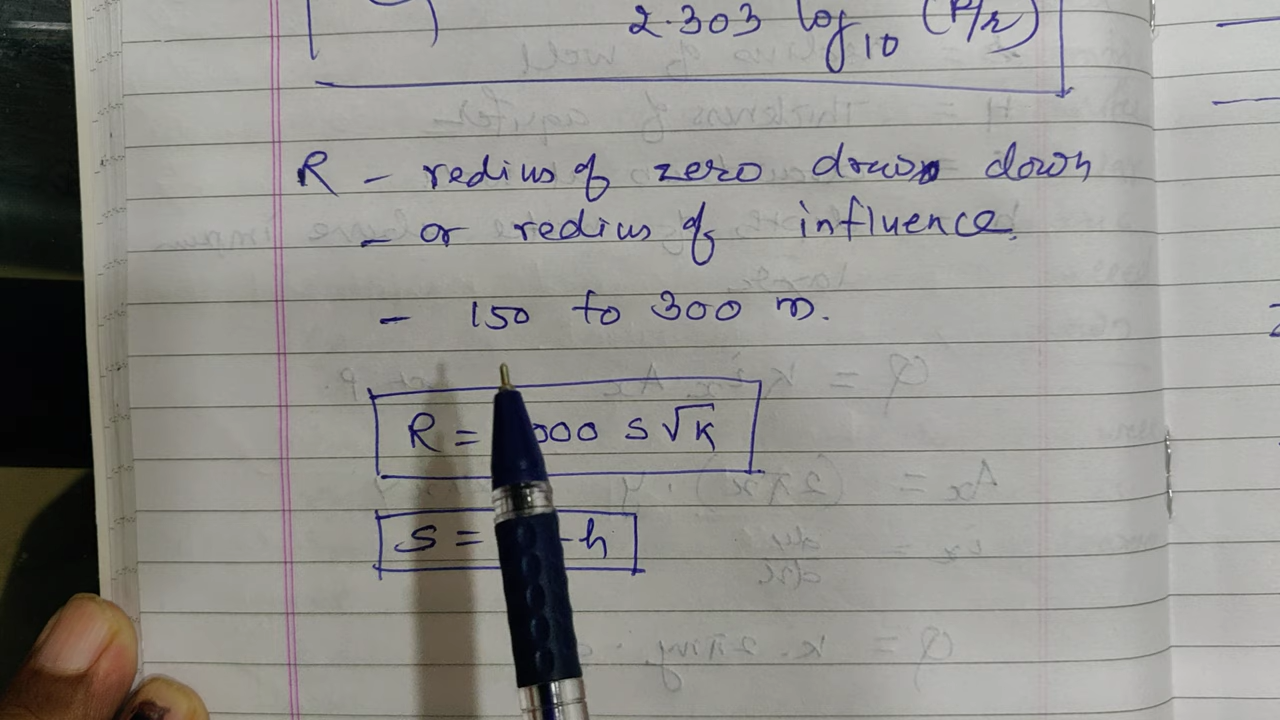 2.303 log10 (R/r)
R - redius of zero draw down
- or redius of influence.
- 150 to 300 m.
R = 000 S√K
S = -h